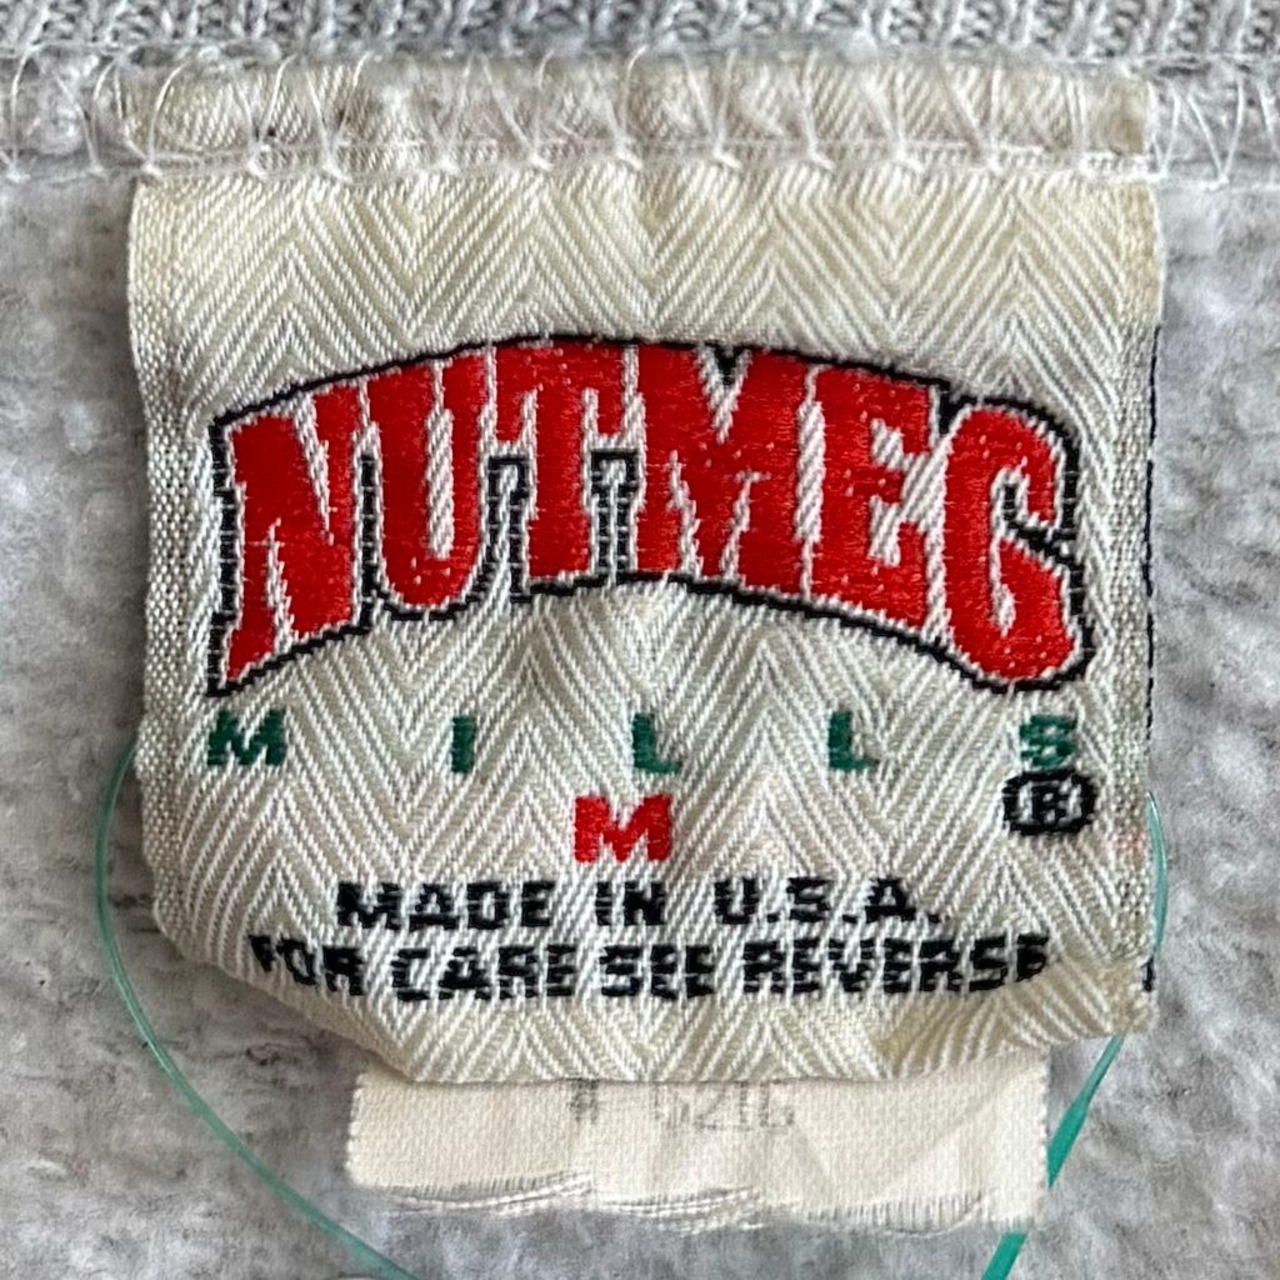 NUTMEG
MILLS
®
M
MADE IN U.S.A.
FOR CARE SEE REVERSE